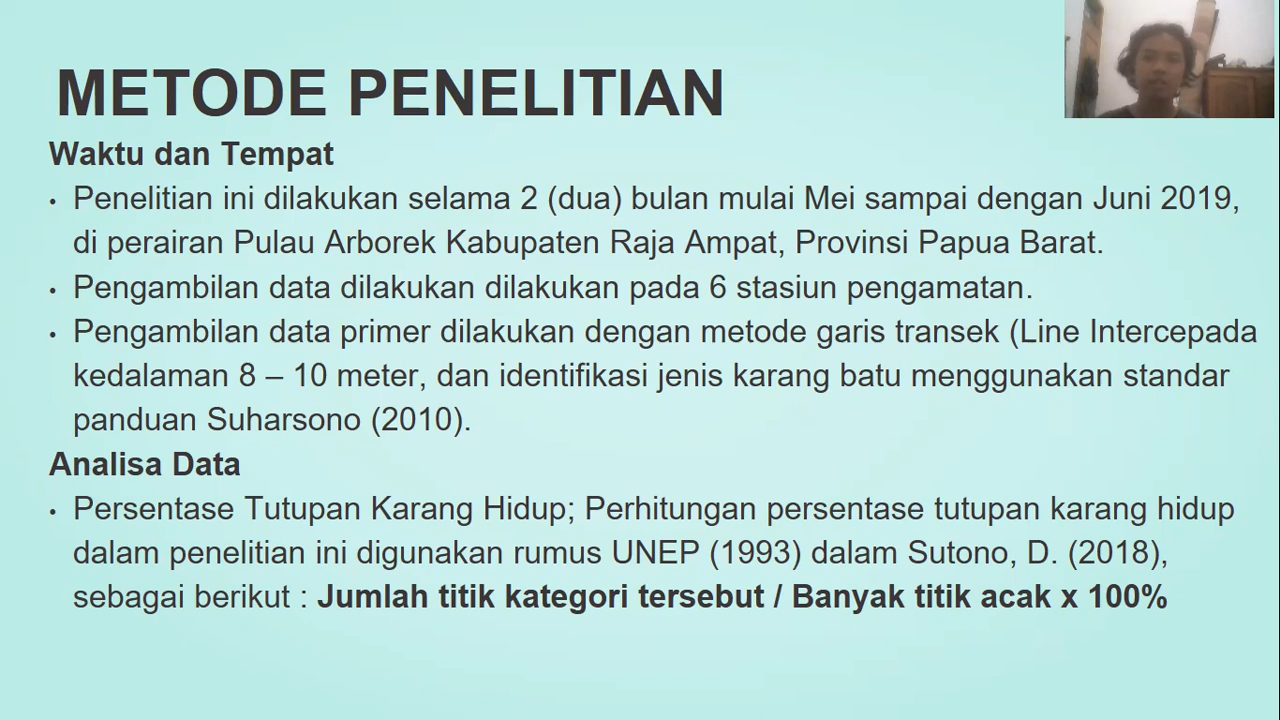 METODE PENELITIAN
Waktu dan Tempat
• Penelitian ini dilakukan selama 2 (dua) bulan mulai Mei sampai dengan Juni 2019,
di perairan Pulau Arborek Kabupaten Raja Ampat, Provinsi Papua Barat.
• Pengambilan data dilakukan dilakukan pada 6 stasiun pengamatan.
• Pengambilan data primer dilakukan dengan metode garis transek (Line Intercepada
kedalaman 8 – 10 meter, dan identifikasi jenis karang batu menggunakan standar
panduan Suharsono (2010).
Analisa Data
• Persentase Tutupan Karang Hidup; Perhitungan persentase tutupan karang hidup
dalam penelitian ini digunakan rumus UNEP (1993) dalam Sutono, D. (2018),
sebagai berikut : Jumlah titik kategori tersebut / Banyak titik acak x 100%